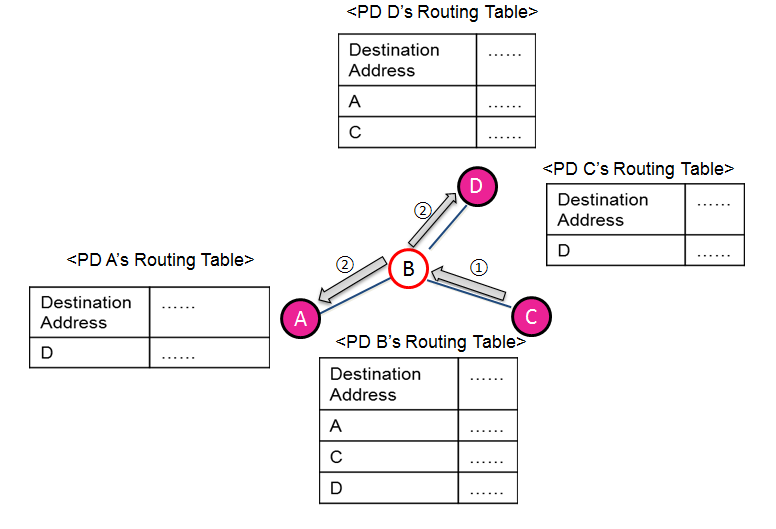 <PD D's Routing Table>
Destination
Address
……
A
……
C
……
<PD C's Routing Table>
Destination
Address
……
D
……
D
②
②
B
①
<PD A's Routing Table>
Destination
Address
……
D
……
A
C
<PD B's Routing Table>
Destination
Address
……
A
……
C
……
D
……